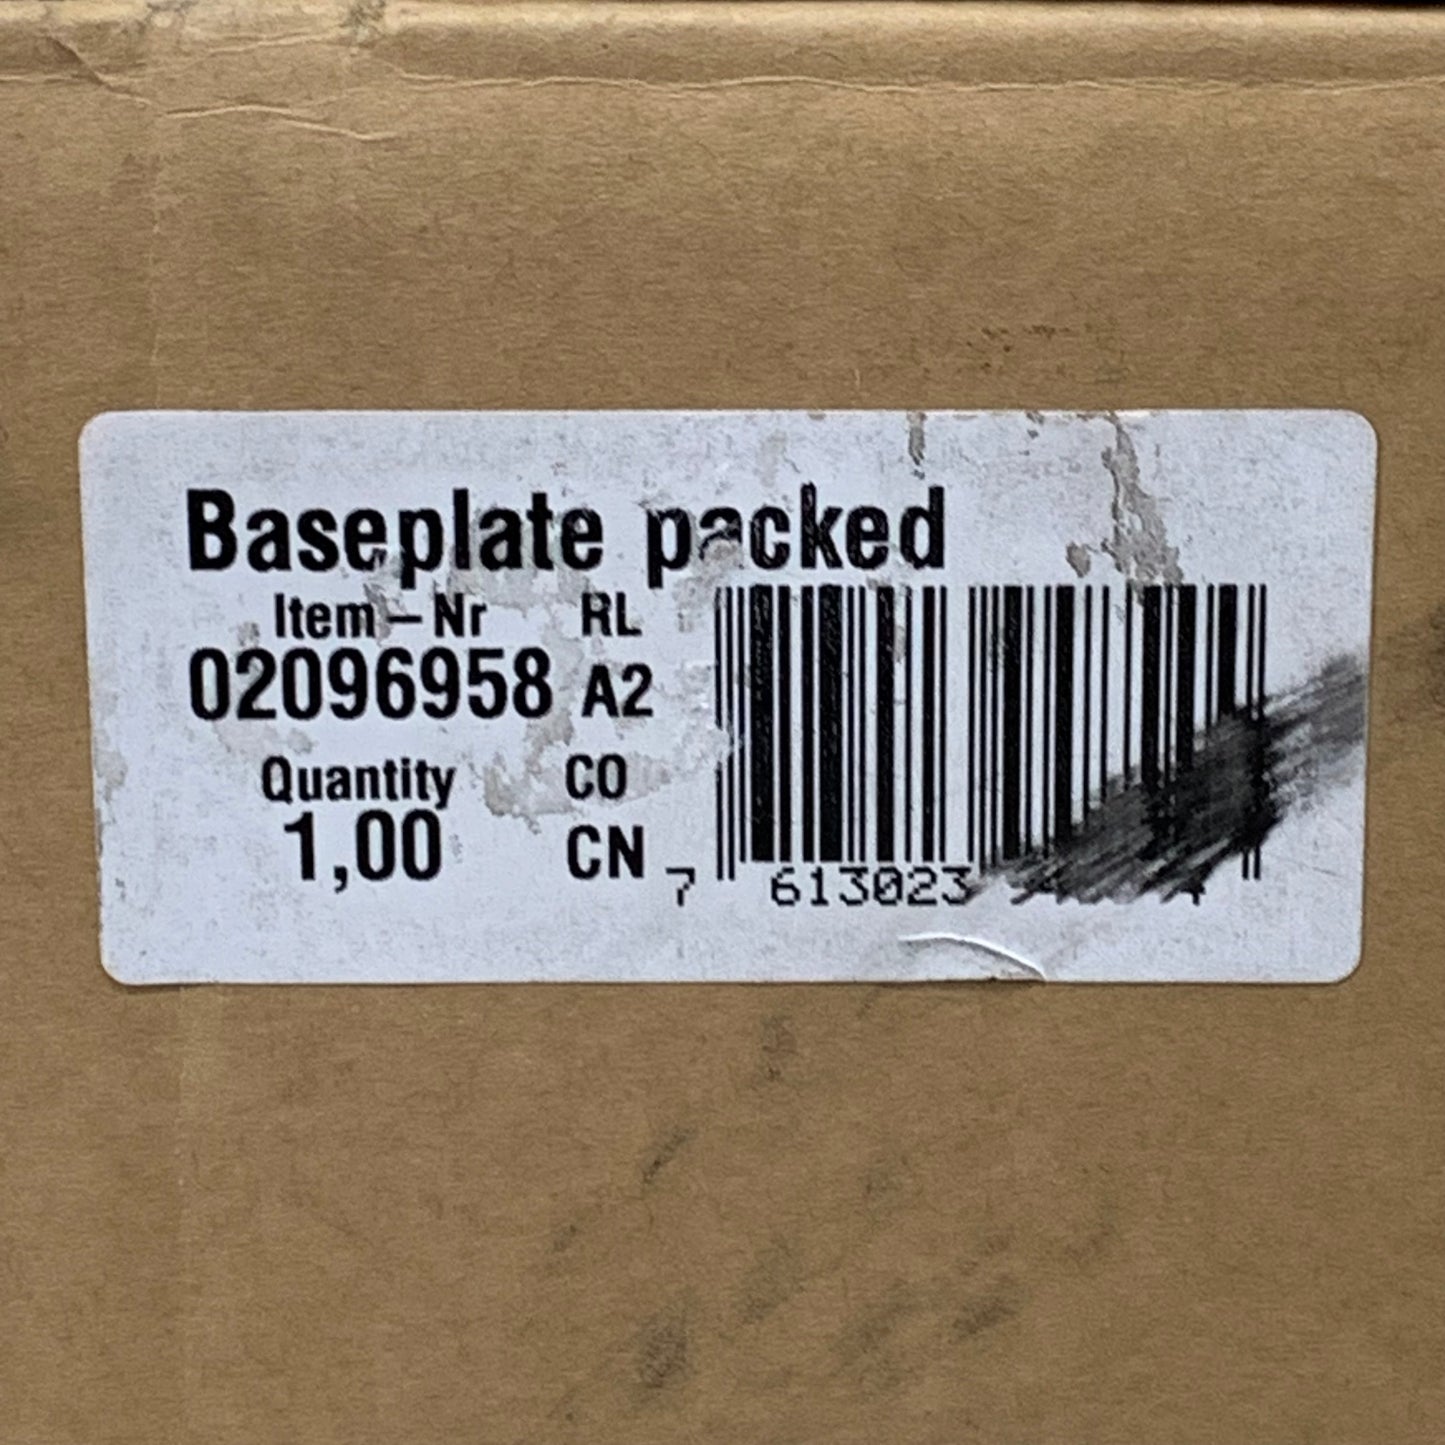 Baseplate packed
Item-Nr RL
02096958 A2
Quantity CO
1,00 CN
7 613023